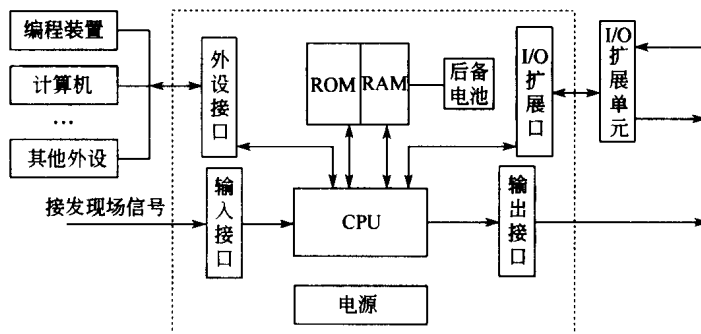 编程装置
计算机
…
其他外设
接发现场信号
外设接口
输入接口
ROM
RAM
后备电池
CPU
电源
I/O扩展口
输出接口
I/O扩展单元